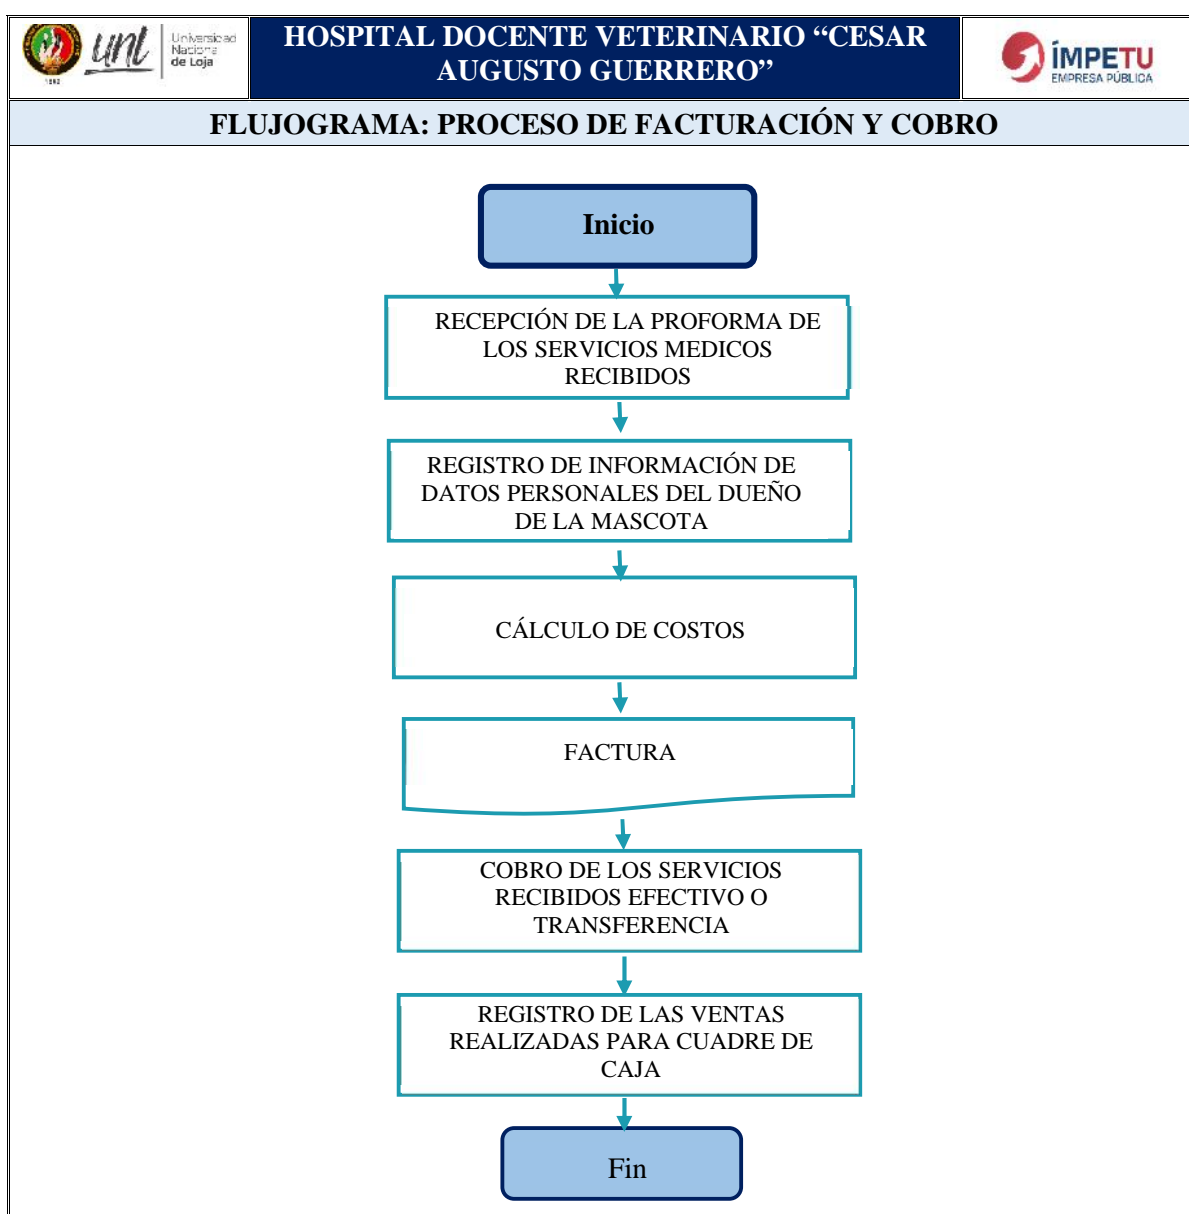 unl
Universidad
Nacional
de Loja
1859
HOSPITAL DOCENTE VETERINARIO “CESAR
AUGUSTO GUERRERO”
ÍMPETU
EMPRESA PÚBLICA
FLUJOGRAMA: PROCESO DE FACTURACIÓN Y COBRO
Inicio
RECEPCIÓN DE LA PROFORMA DE
LOS SERVICIOS MEDICOS
RECIBIDOS
REGISTRO DE INFORMACIÓN DE
DATOS PERSONALES DEL DUEÑO
DE LA MASCOTA
CÁLCULO DE COSTOS
FACTURA
COBRO DE LOS SERVICIOS
RECIBIDOS EFECTIVO O
TRANSFERENCIA
REGISTRO DE LAS VENTAS
REALIZADAS PARA CUADRE DE
CAJA
Fin